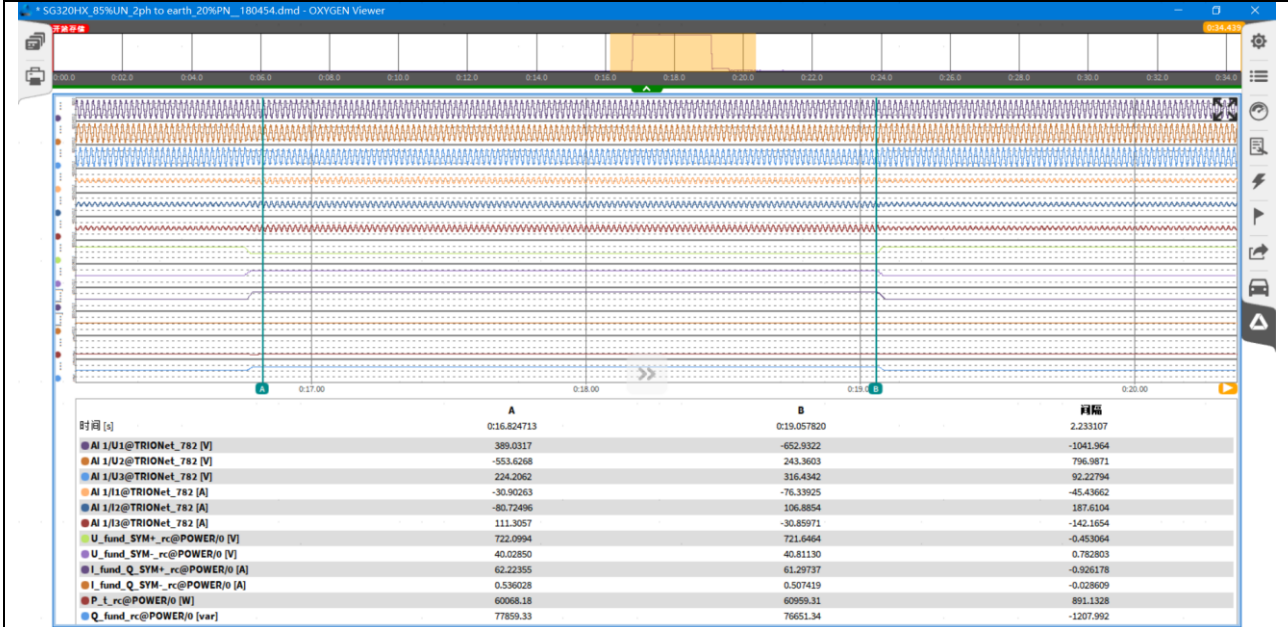 * SG320HX_85%UN_2ph to earth_20%PN__180454.dmd - OXYGEN Viewer
开始存储
0:34.439
0:00.0 0:02.0 0:04.0 0:06.0 0:08.0 0:10.0 0:12.0 0:14.0 0:16.0 0:18.0 0:20.0 0:22.0 0:24.0 0:26.0 0:28.0 0:30.0 0:32.0 0:34.0
A 0:17.00 0:18.00 0:19.0 B 0:20.00
A B 间隔
时间 [s] 0:16.824713 0:19.057820 2.233107
AI 1/U1@TRIONet_782 [V] 389.0317 -652.9322 -1041.964
AI 1/U2@TRIONet_782 [V] -553.6268 243.3603 796.9871
AI 1/U3@TRIONet_782 [V] 224.2062 316.4342 92.22794
AI 1/I1@TRIONet_782 [A] -30.90263 -76.33925 -45.43662
AI 1/I2@TRIONet_782 [A] -80.72496 106.8854 187.6104
AI 1/I3@TRIONet_782 [A] 111.3057 -30.85971 -142.1654
U_fund_SYM+_rc@POWER/0 [V] 722.0994 721.6464 -0.453064
U_fund_SYM-_rc@POWER/0 [V] 40.02850 40.81130 0.782803
I_fund_Q_SYM+_rc@POWER/0 [A] 62.22355 61.29737 -0.926178
I_fund_Q_SYM-_rc@POWER/0 [A] 0.536028 0.507419 -0.028609
P_t_rc@POWER/0 [W] 60068.18 60959.31 891.1328
Q_fund_rc@POWER/0 [var] 77859.33 76651.34 -1207.992